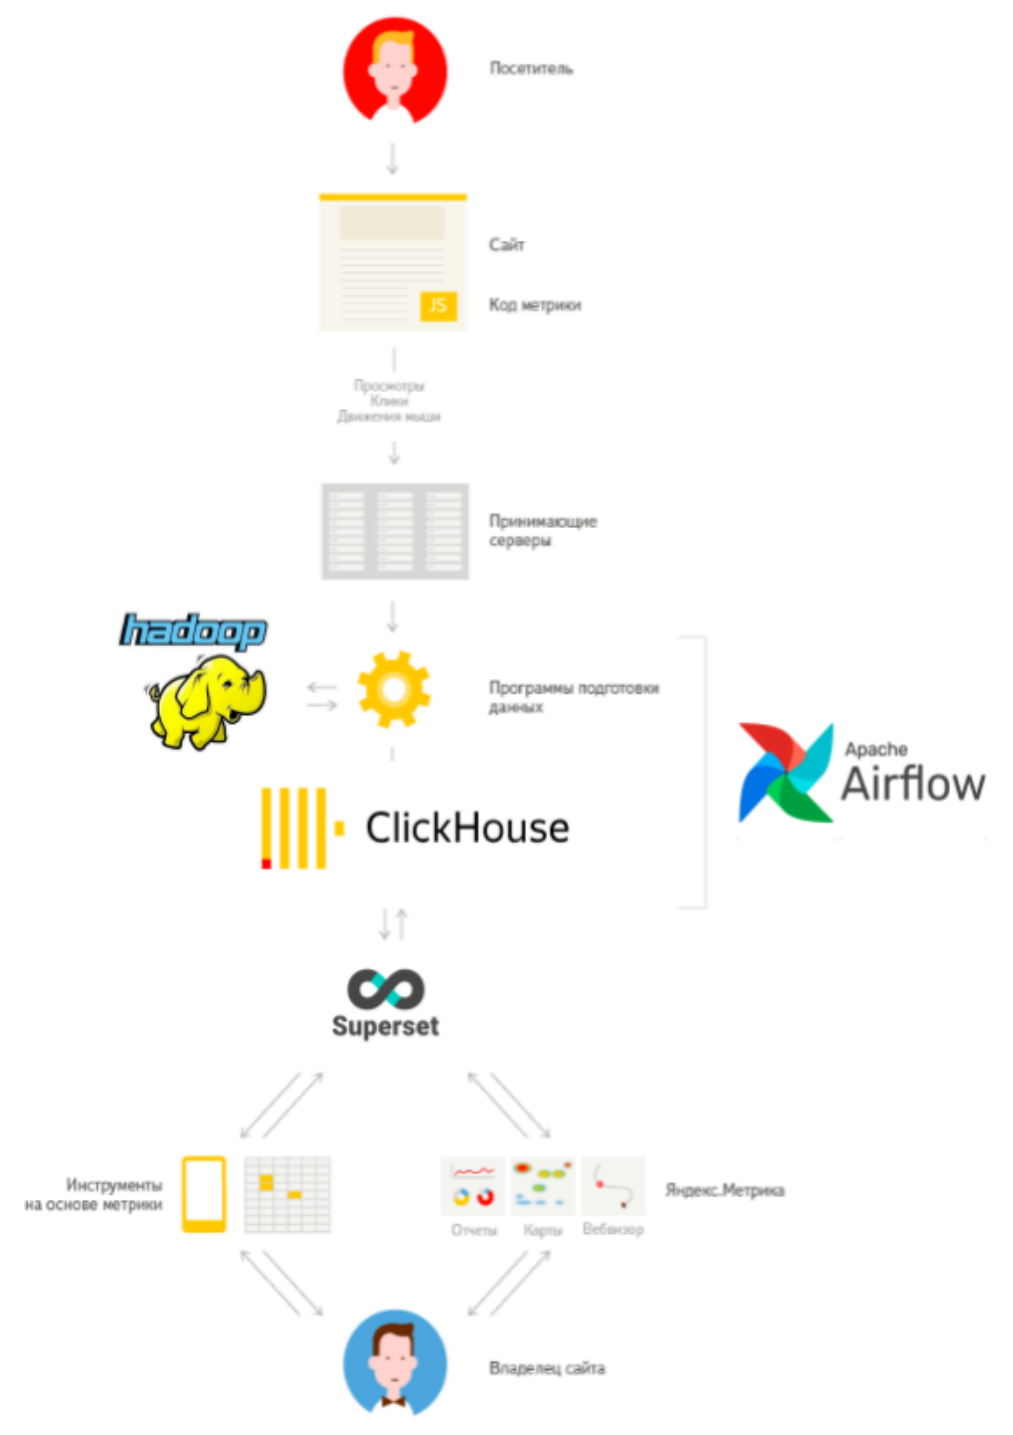 Посетитель
Сайт
JS
Код метрики
Просмотры
Клики
Движения мыши
Принимающие
серверы
hadoop
Программы подготовки
данных
Apache
Airflow
ClickHouse
Superset
Инструменты
на основе метрики
Отчеты
Карты
Вебвизор
Яндекс.Метрика
Владелец сайта